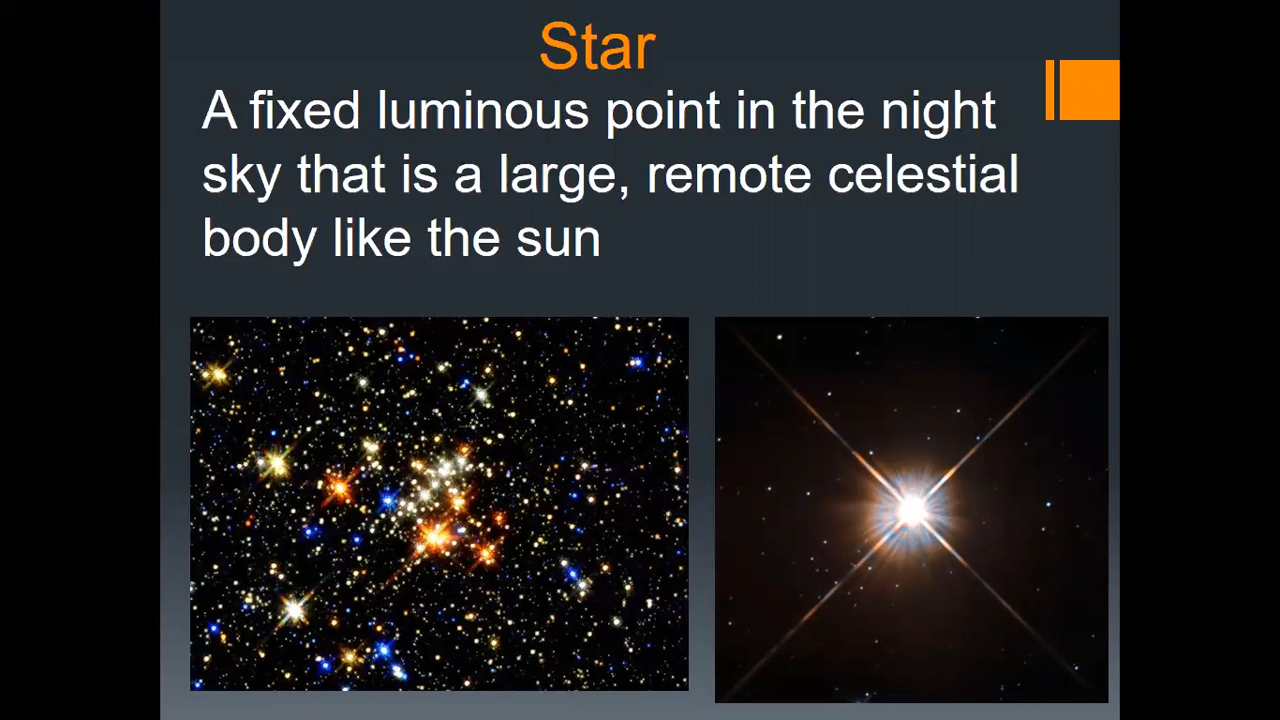 Star
A fixed luminous point in the night
sky that is a large, remote celestial
body like the sun